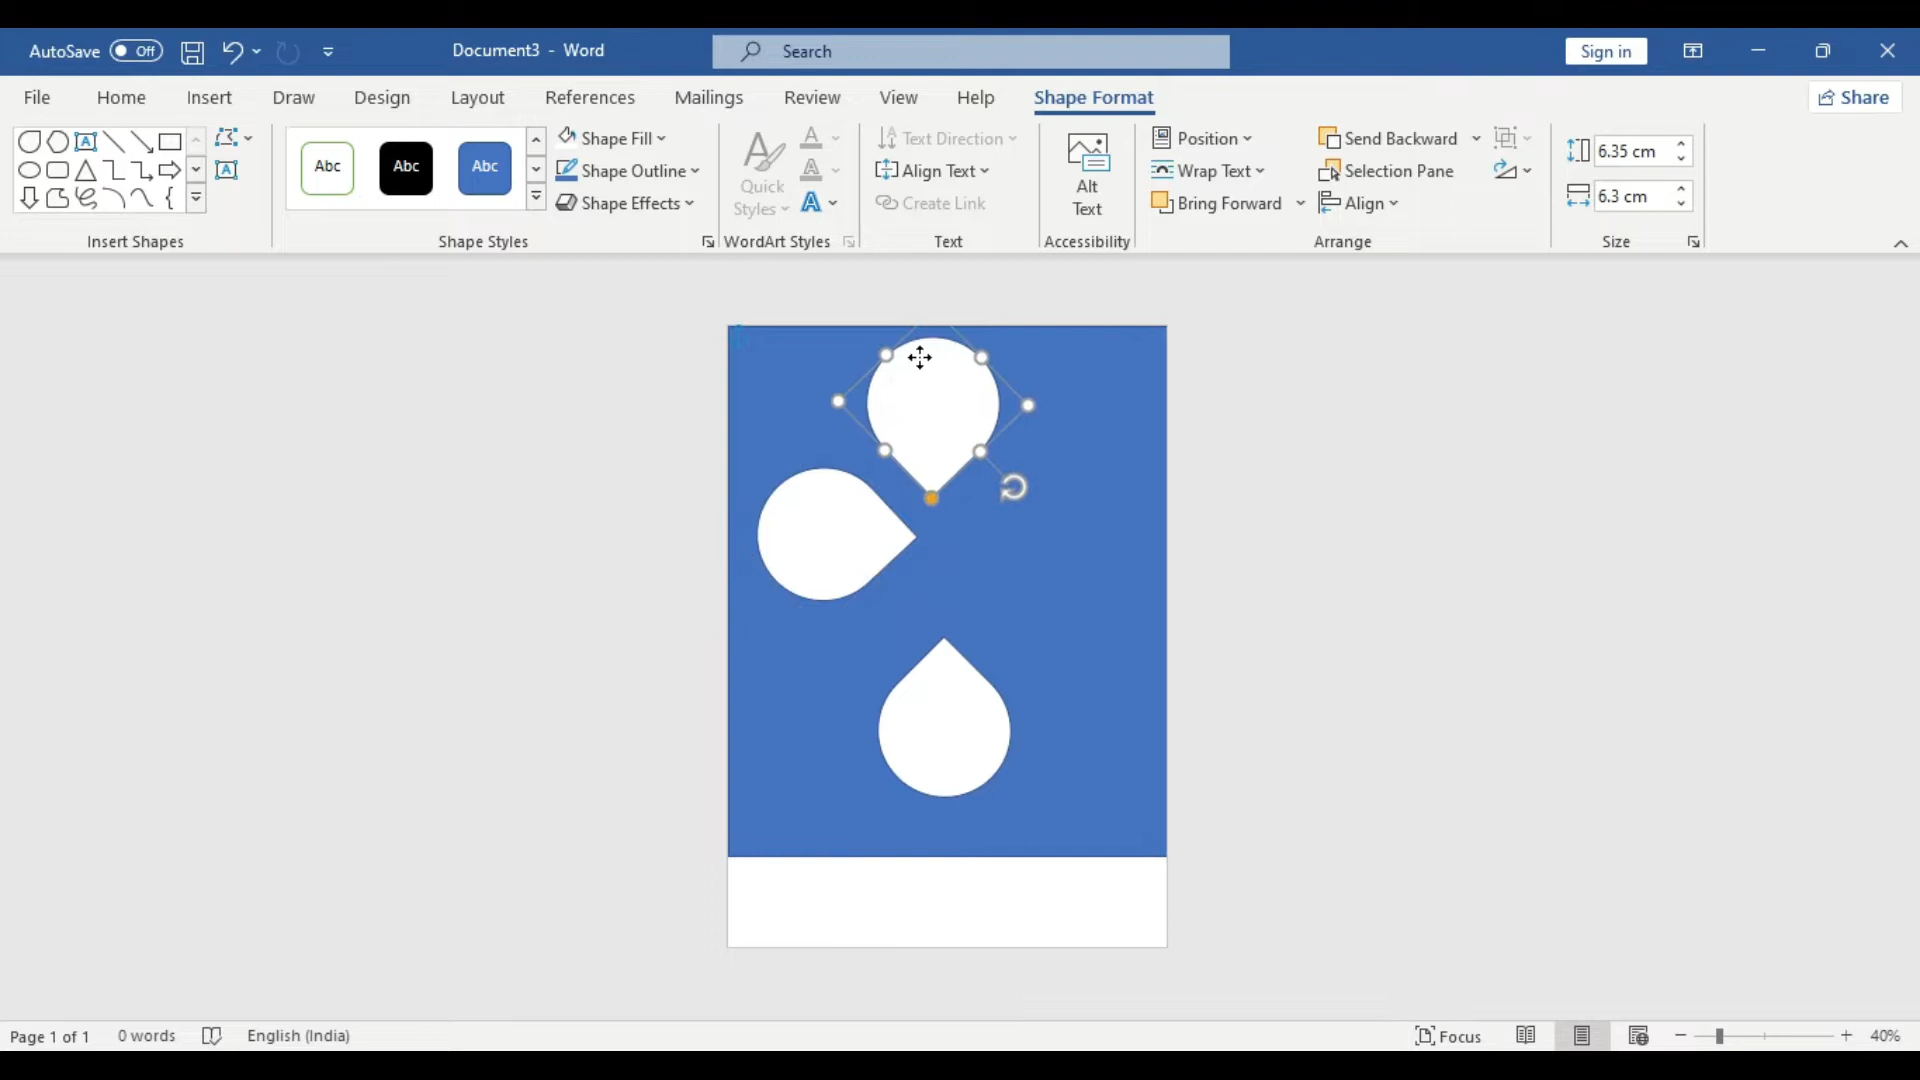 AutoSave Off Document3 - Word Search Sign in
File Home Insert Draw Design Layout References Mailings Review View Help Shape Format Share
Abc Abc Abc
Shape Fill
Shape Outline
Shape Effects
Quick
Styles
Text Direction
Align Text
Create Link
Alt
Text
Position
Wrap Text
Bring Forward
Send Backward
Selection Pane
Align
6.35 cm
6.3 cm
Insert Shapes Shape Styles WordArt Styles Text Accessibility Arrange Size
Page 1 of 1 0 words English (India) Focus 40%